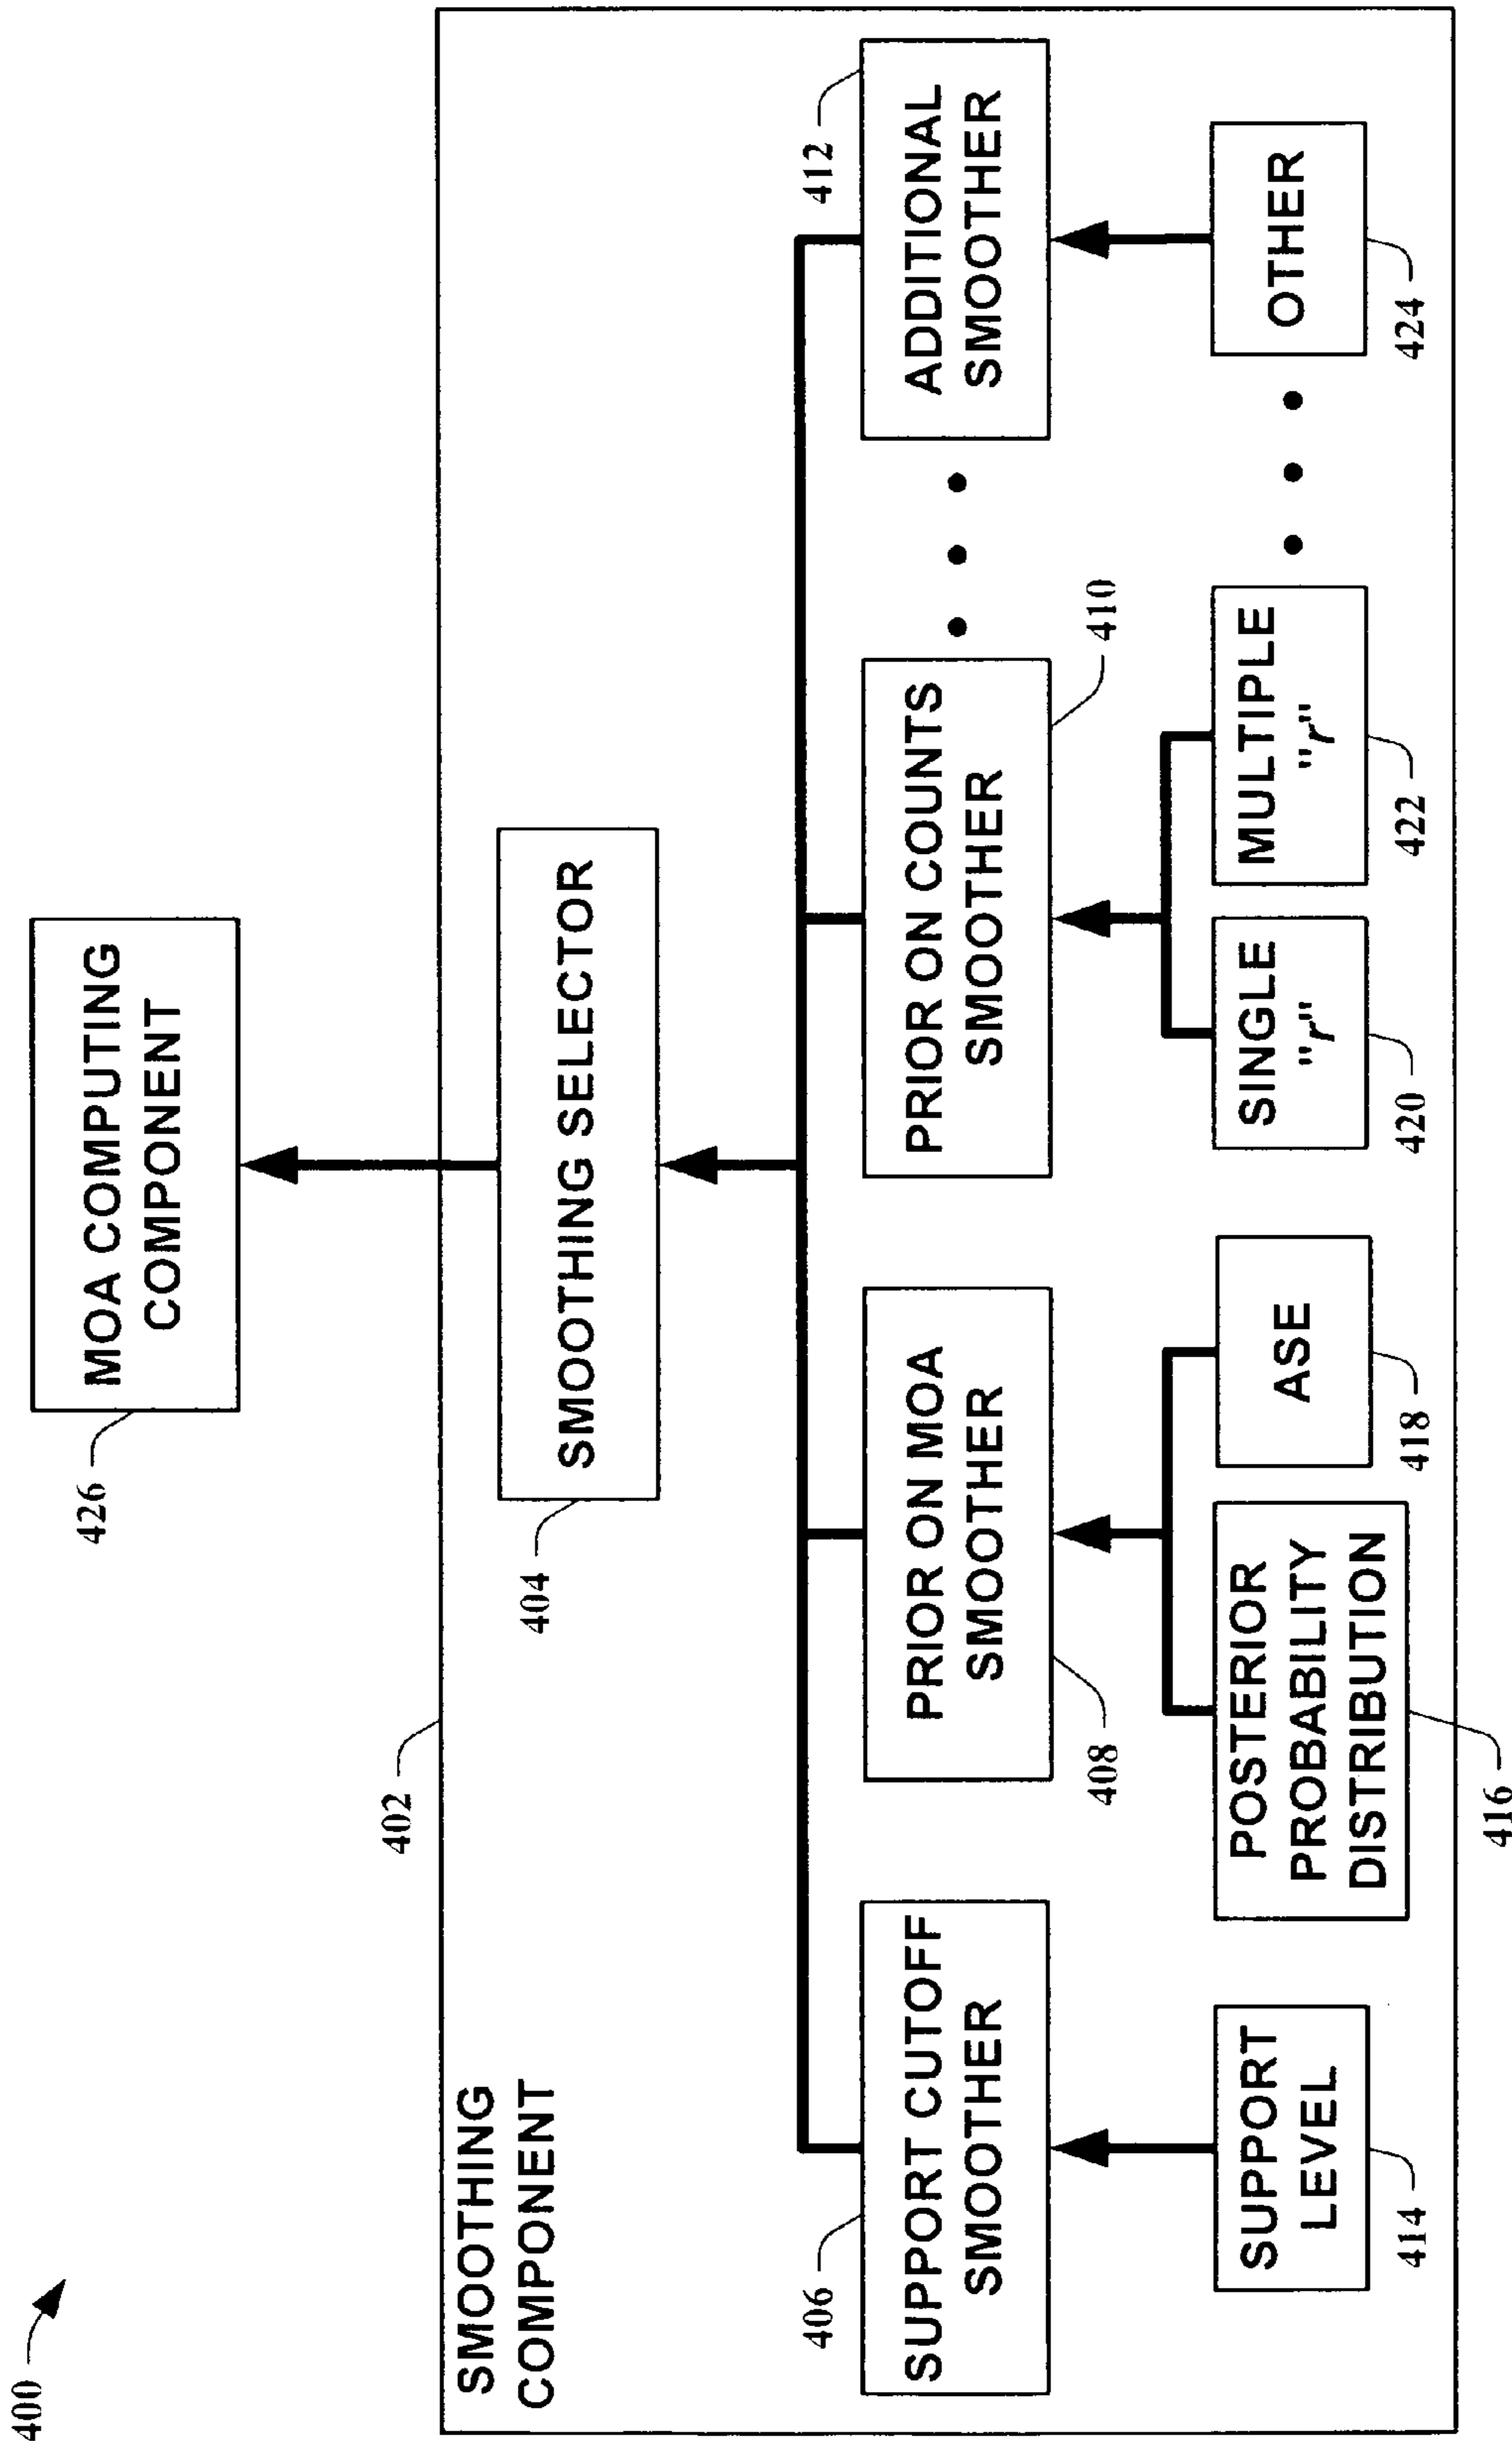 400
426
MOA COMPUTING
COMPONENT
402
SMOOTHING
COMPONENT
404
SMOOTHING SELECTOR
406
SUPPORT CUTOFF
SMOOTHER
PRIOR ON MOA
SMOOTHER
408
PRIOR ON COUNTS
SMOOTHER
410
412
ADDITIONAL
SMOOTHER
SUPPORT
LEVEL
414
POSTERIOR
PROBABILITY
DISTRIBUTION
416
ASE
418
SINGLE
"r"
420
MULTIPLE
"r"
422
OTHER
424